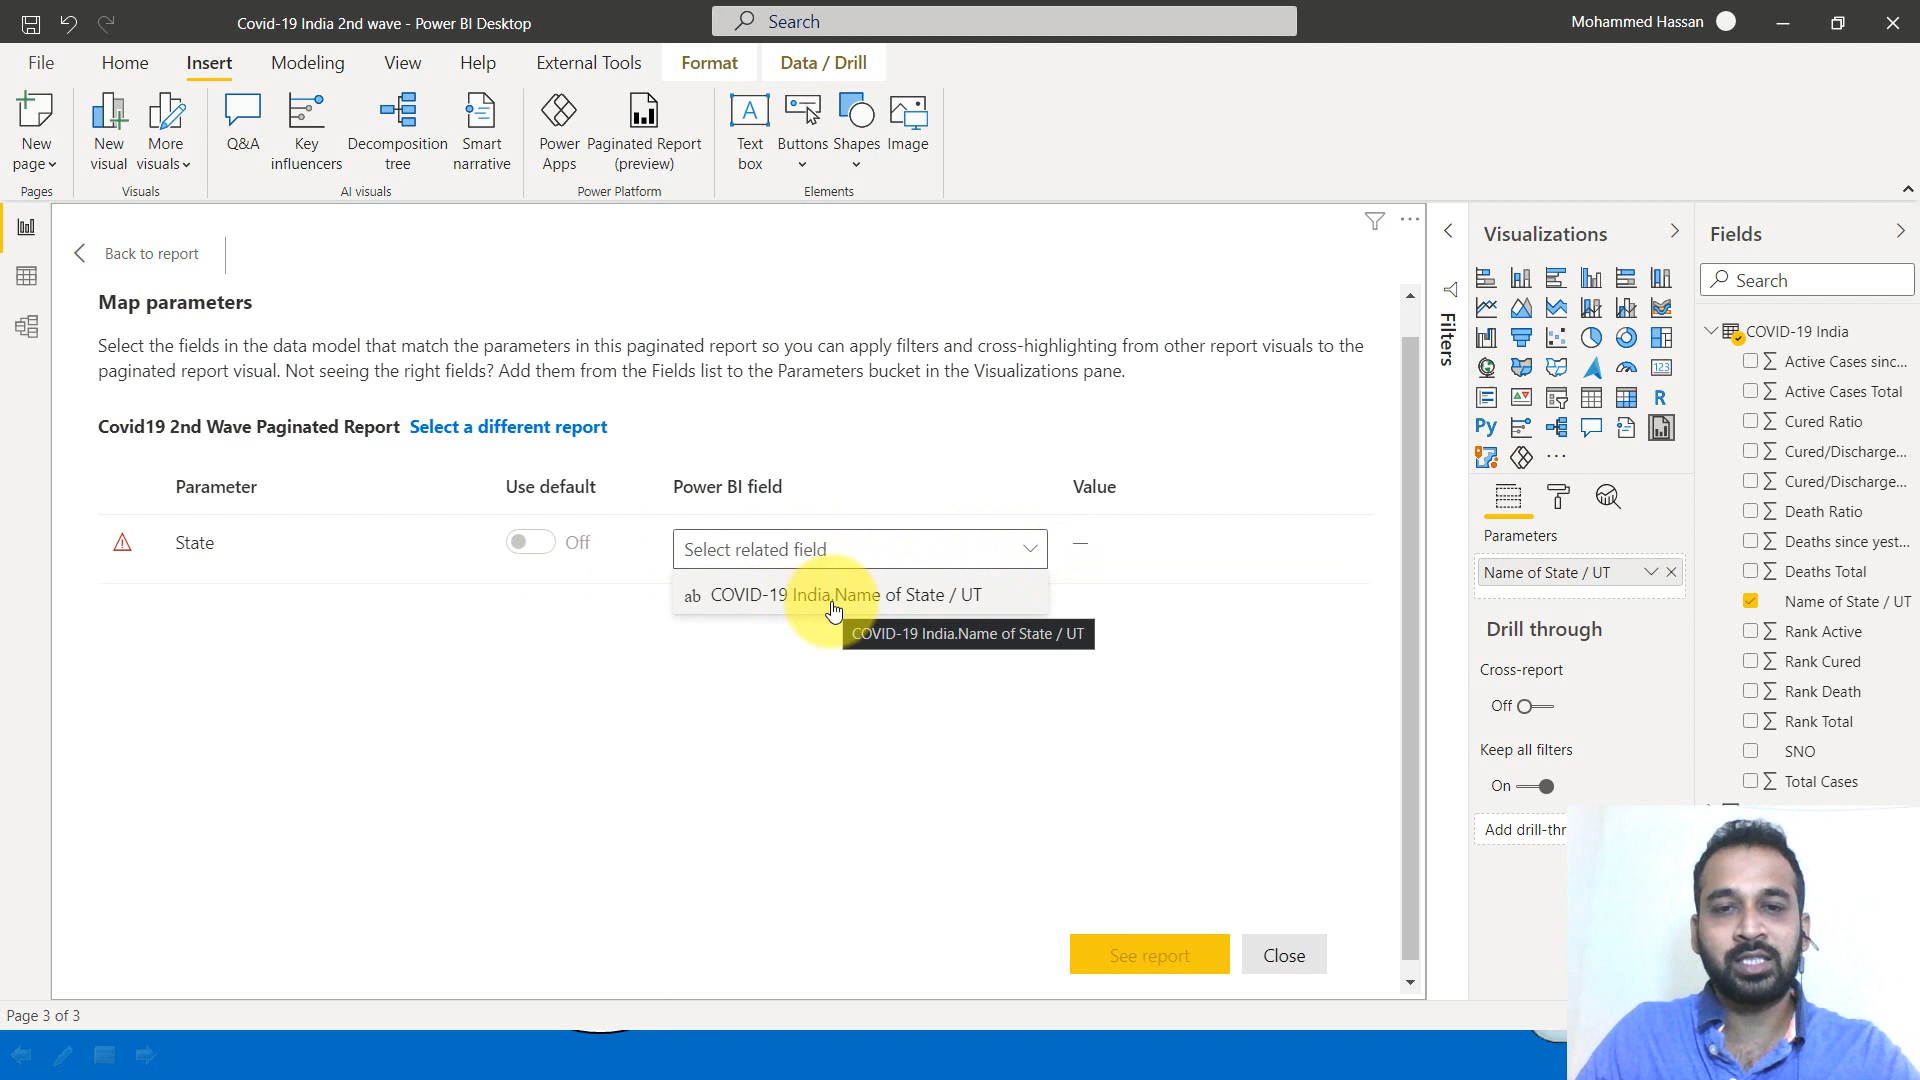 Covid-19 India 2nd wave - Power BI Desktop
Search
Mohammed Hassan
File
Home
Insert
Modeling
View
Help
External Tools
Format
Data / Drill
New page
New visual
More visuals
Q&A
Key influencers
Decomposition tree
Smart narrative
Power Apps
Paginated Report (preview)
Text box
Buttons
Shapes
Image
Pages
Visuals
AI visuals
Power Platform
Elements
Back to report
Map parameters
Select the fields in the data model that match the parameters in this paginated report so you can apply filters and cross-highlighting from other report visuals to the
paginated report visual. Not seeing the right fields? Add them from the Fields list to the Parameters bucket in the Visualizations pane.
Covid19 2nd Wave Paginated Report Select a different report
Parameter
Use default
Power BI field
Value
State
Off
Select related field
—
ab COVID-19 India.Name of State / UT
COVID-19 India.Name of State / UT
See report
Close
Filters
Visualizations
123
R
Py
Parameters
Name of State / UT
Drill through
Cross-report
Off
Keep all filters
On
Add drill-thr
Fields
Search
COVID-19 India
Active Cases sinc...
Active Cases Total
Cured Ratio
Cured/Discharge...
Cured/Discharge...
Death Ratio
Deaths since yest...
Deaths Total
Name of State / UT
Rank Active
Rank Cured
Rank Death
Rank Total
SNO
Total Cases
Page 3 of 3